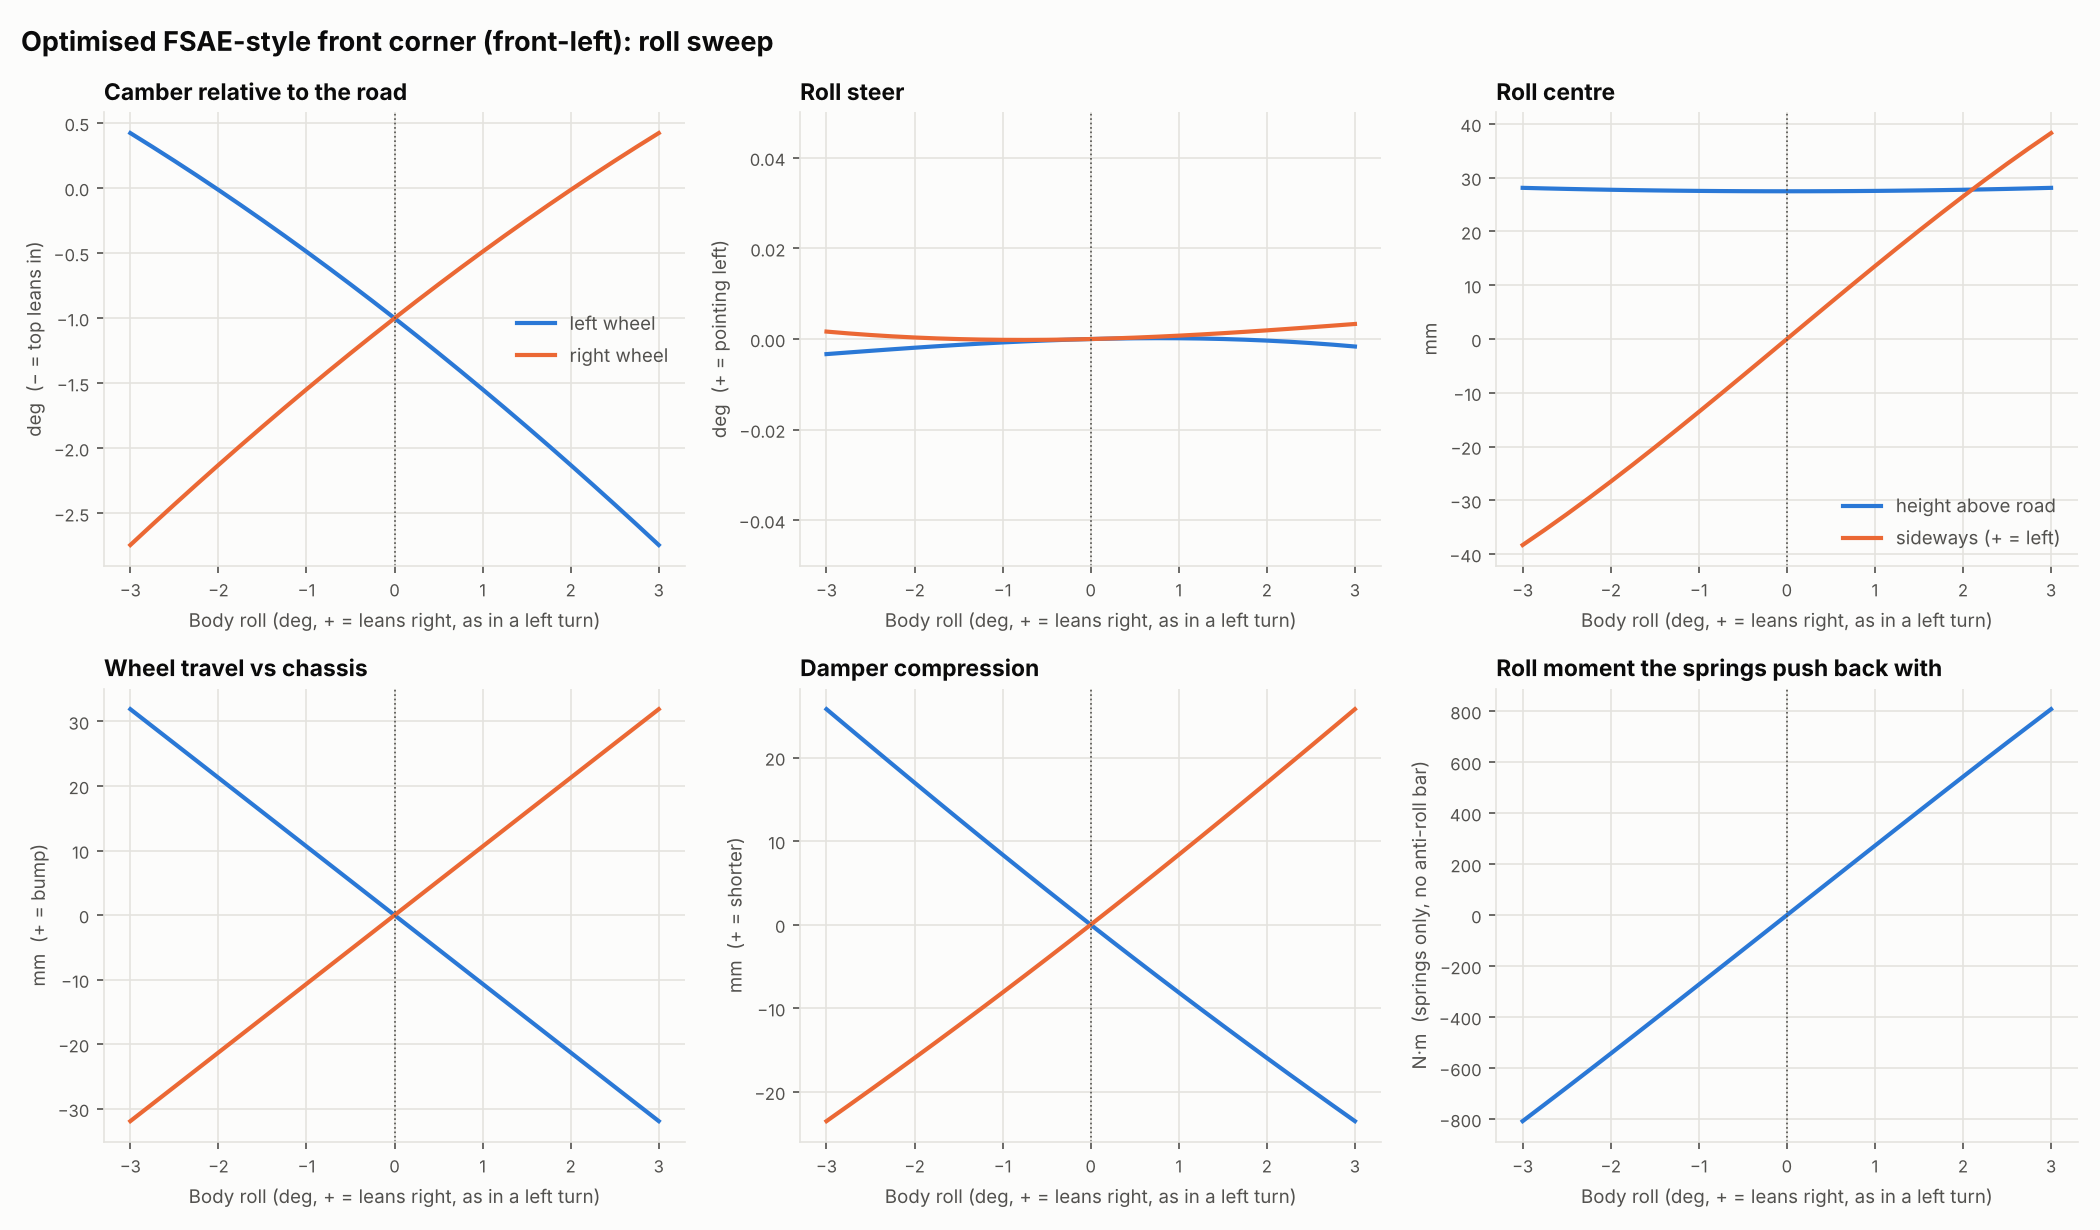 Optimised FSAE-style front corner (front-left): roll sweep
Camber relative to the road
0.5
0.0
−0.5
−1.0
−1.5
−2.0
−2.5
deg (− = top leans in)
left wheel
right wheel
−3 −2 −1 0 1 2 3
Body roll (deg, + = leans right, as in a left turn)
Roll steer
0.04
0.02
0.00
−0.02
−0.04
deg (+ = pointing left)
−3 −2 −1 0 1 2 3
Body roll (deg, + = leans right, as in a left turn)
Roll centre
40
30
20
10
0
−10
−20
−30
−40
mm
height above road
sideways (+ = left)
−3 −2 −1 0 1 2 3
Body roll (deg, + = leans right, as in a left turn)
Wheel travel vs chassis
30
20
10
0
−10
−20
−30
mm (+ = bump)
−3 −2 −1 0 1 2 3
Body roll (deg, + = leans right, as in a left turn)
Damper compression
20
10
0
−10
−20
mm (+ = shorter)
−3 −2 −1 0 1 2 3
Body roll (deg, + = leans right, as in a left turn)
Roll moment the springs push back with
800
600
400
200
0
−200
−400
−600
−800
N·m (springs only, no anti-roll bar)
−3 −2 −1 0 1 2 3
Body roll (deg, + = leans right, as in a left turn)